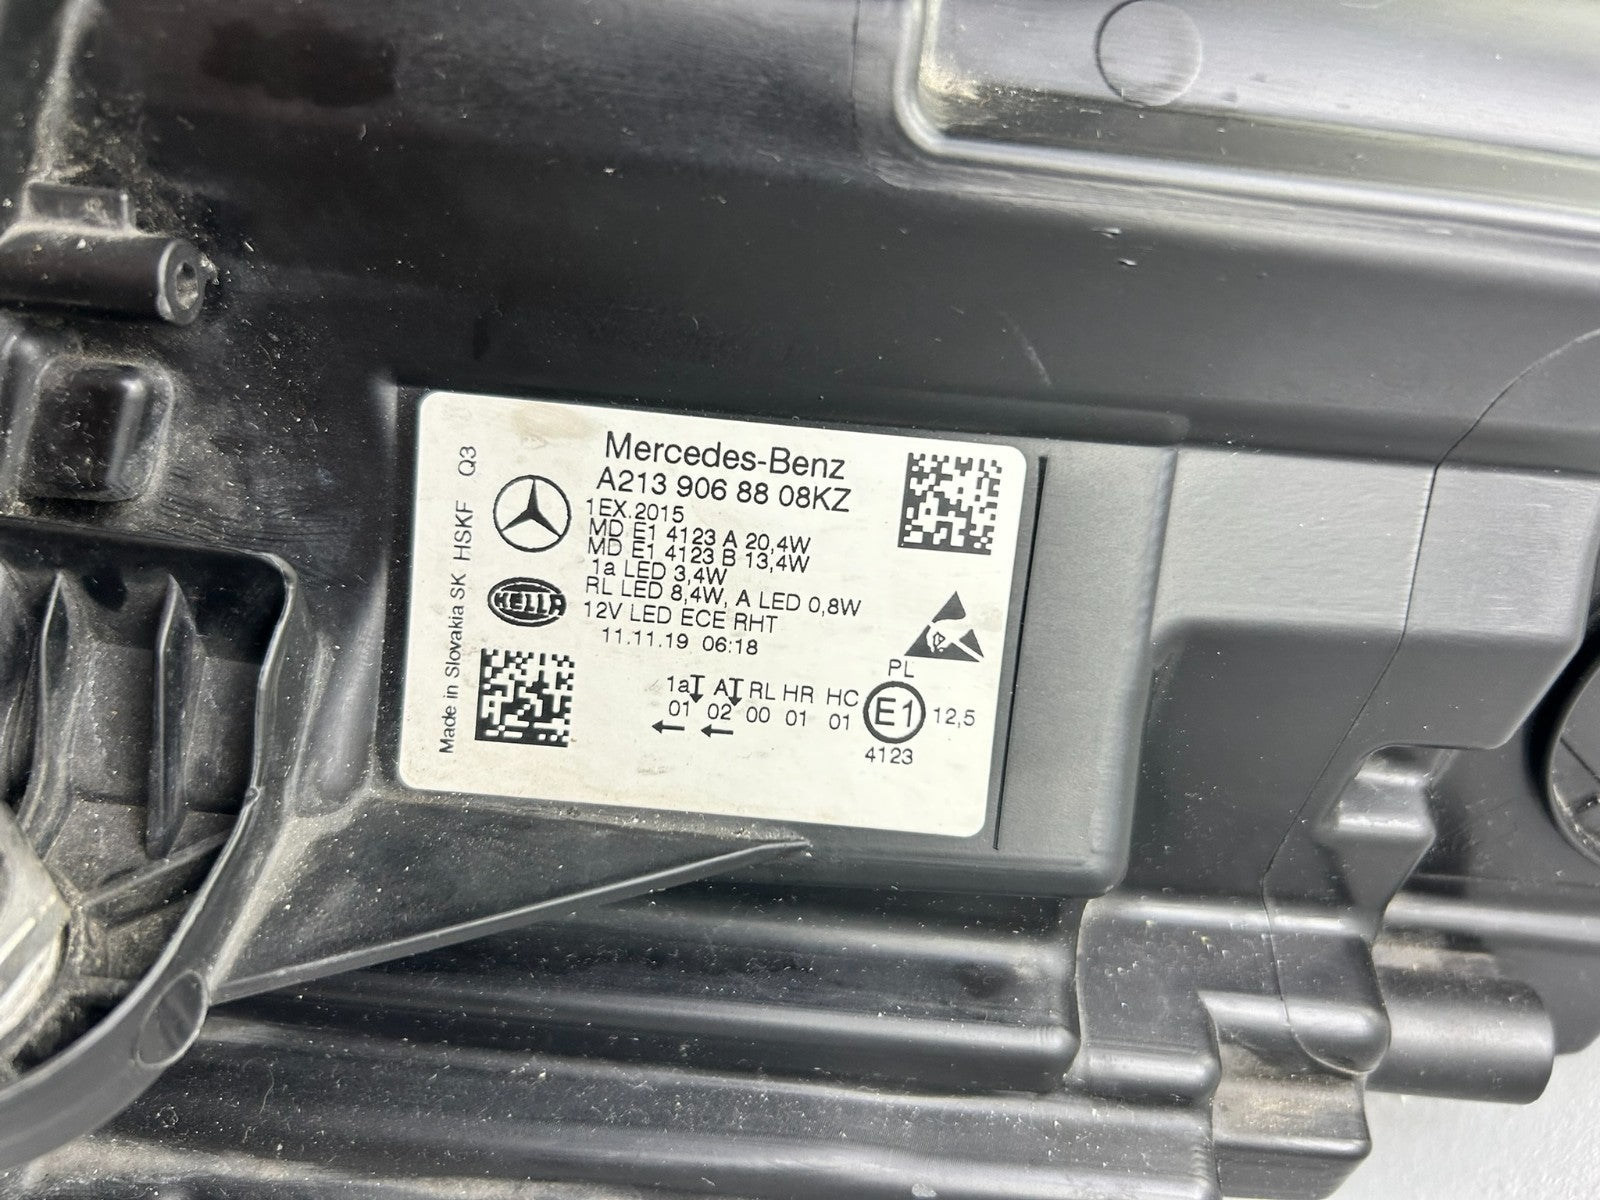 Mercedes-Benz
A213 906 88 08KZ
1EX.2015
MD E1 4123 A 20,4W
MD E1 4123 B 13,4W
1a LED 3,4W
RL LED 8,4W, A LED 0,8W
12V LED ECE RHT
11.11.19 06:18
HELLA
Made in Slovakia SK HSKF Q3
1a AT RL HR HC PL
01 02 00 01 01 E1 12,5
4123